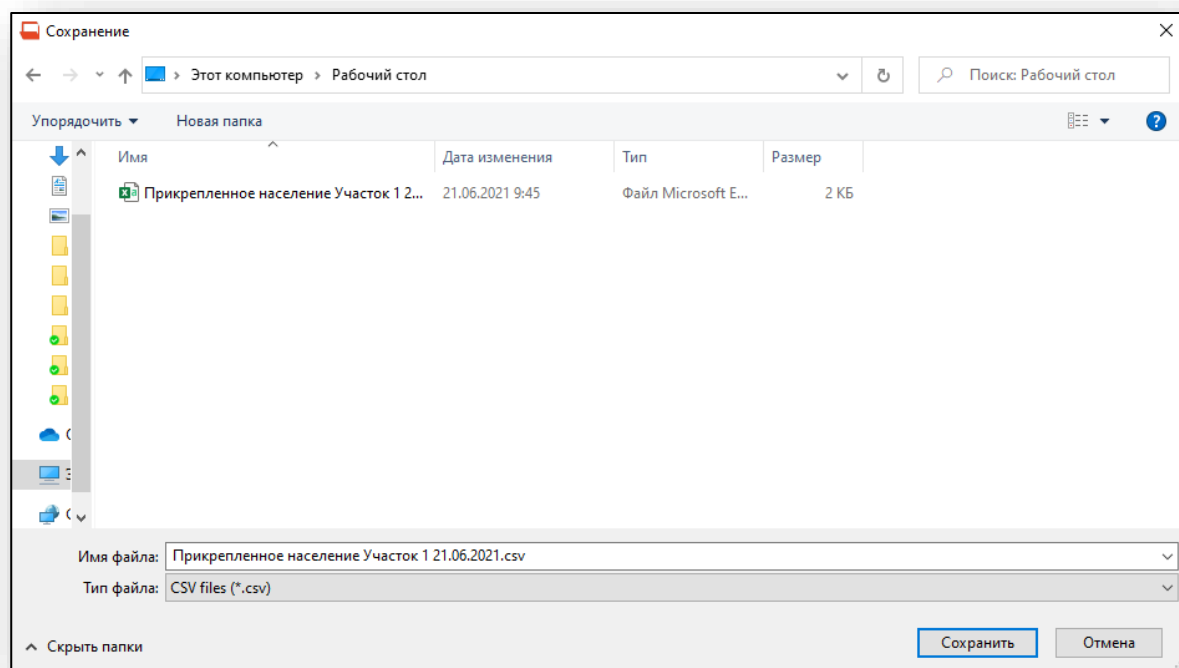 Сохранение
Этот компьютер › Рабочий стол
Поиск: Рабочий стол
Упорядочить
Новая папка
Имя Дата изменения Тип Размер
Прикрепленное население Участок 1 2... 21.06.2021 9:45 Файл Microsoft E... 2 КБ
Имя файла: Прикрепленное население Участок 1 21.06.2021.csv
Тип файла: CSV files (*.csv)
Скрыть папки
Сохранить
Отмена